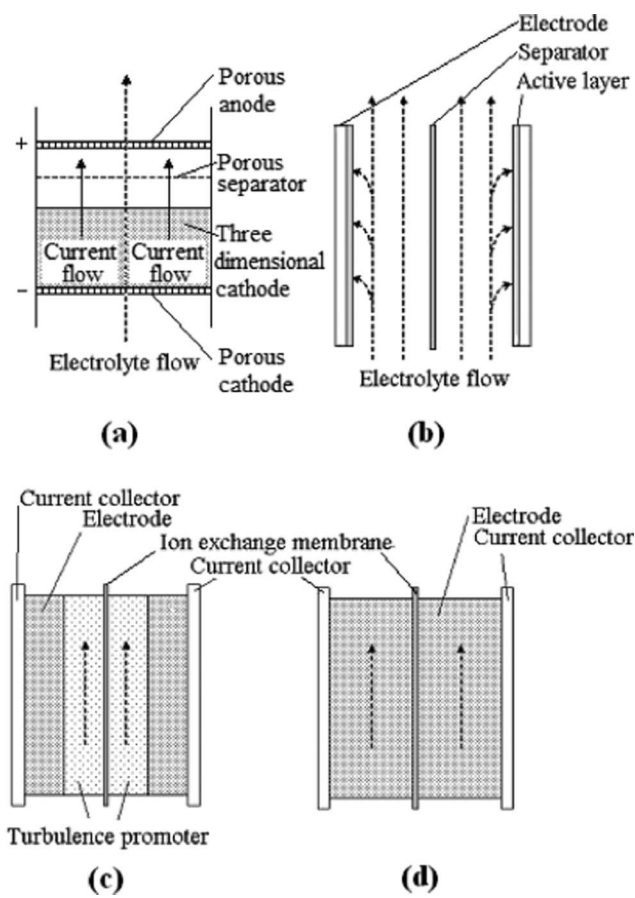 Porous
anode
+
Porous
separator
Current
flow
Current
flow
Three
dimensional
cathode
−
Electrolyte flow
Porous
cathode
(a)
Electrode
Separator
Active layer
Electrolyte flow
(b)
Current collector
Electrode
Ion exchange membrane
Current collector
Turbulence promoter
(c)
Electrode
Current collector
(d)